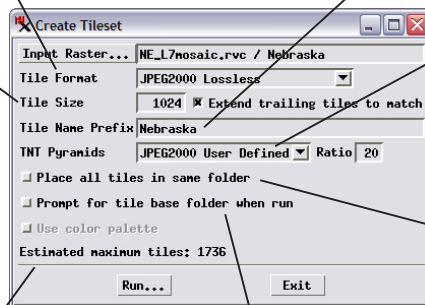 Create Tileset
Input Raster... NE_L7mosaic.rvc / Nebraska
Tile Format JPEG2000 Lossless
Tile Size 1024 Extend trailing tiles to match
Tile Name Prefix Nebraska
TNT Pyramids JPEG2000 User Defined Ratio 20
Place all tiles in same folder
Prompt for tile base folder when run
Use color palette
Estimated maximum tiles: 1736
Run... Exit